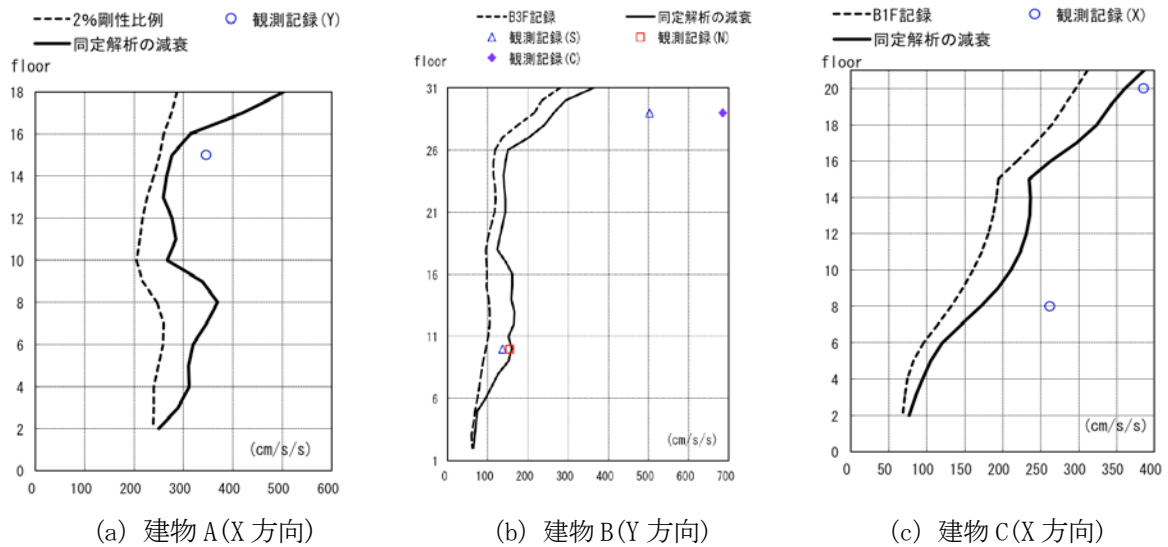 2%剛性比例
観測記録(Y)
同定解析の減衰
floor
18
16
14
12
10
8
6
4
2
0
(cm/s/s)
0 100 200 300 400 500 600
(a) 建物 A(X 方向)
B3F記録
同定解析の減衰
観測記録(S)
観測記録(N)
観測記録(C)
floor
31
26
21
16
11
6
1
(cm/s/s)
0 100 200 300 400 500 600 700
(b) 建物 B(Y 方向)
B1F記録
観測記録(X)
同定解析の減衰
floor
20
18
16
14
12
10
8
6
4
2
0
(cm/s/s)
0 50 100 150 200 250 300 350 400
(c) 建物 C(X 方向)